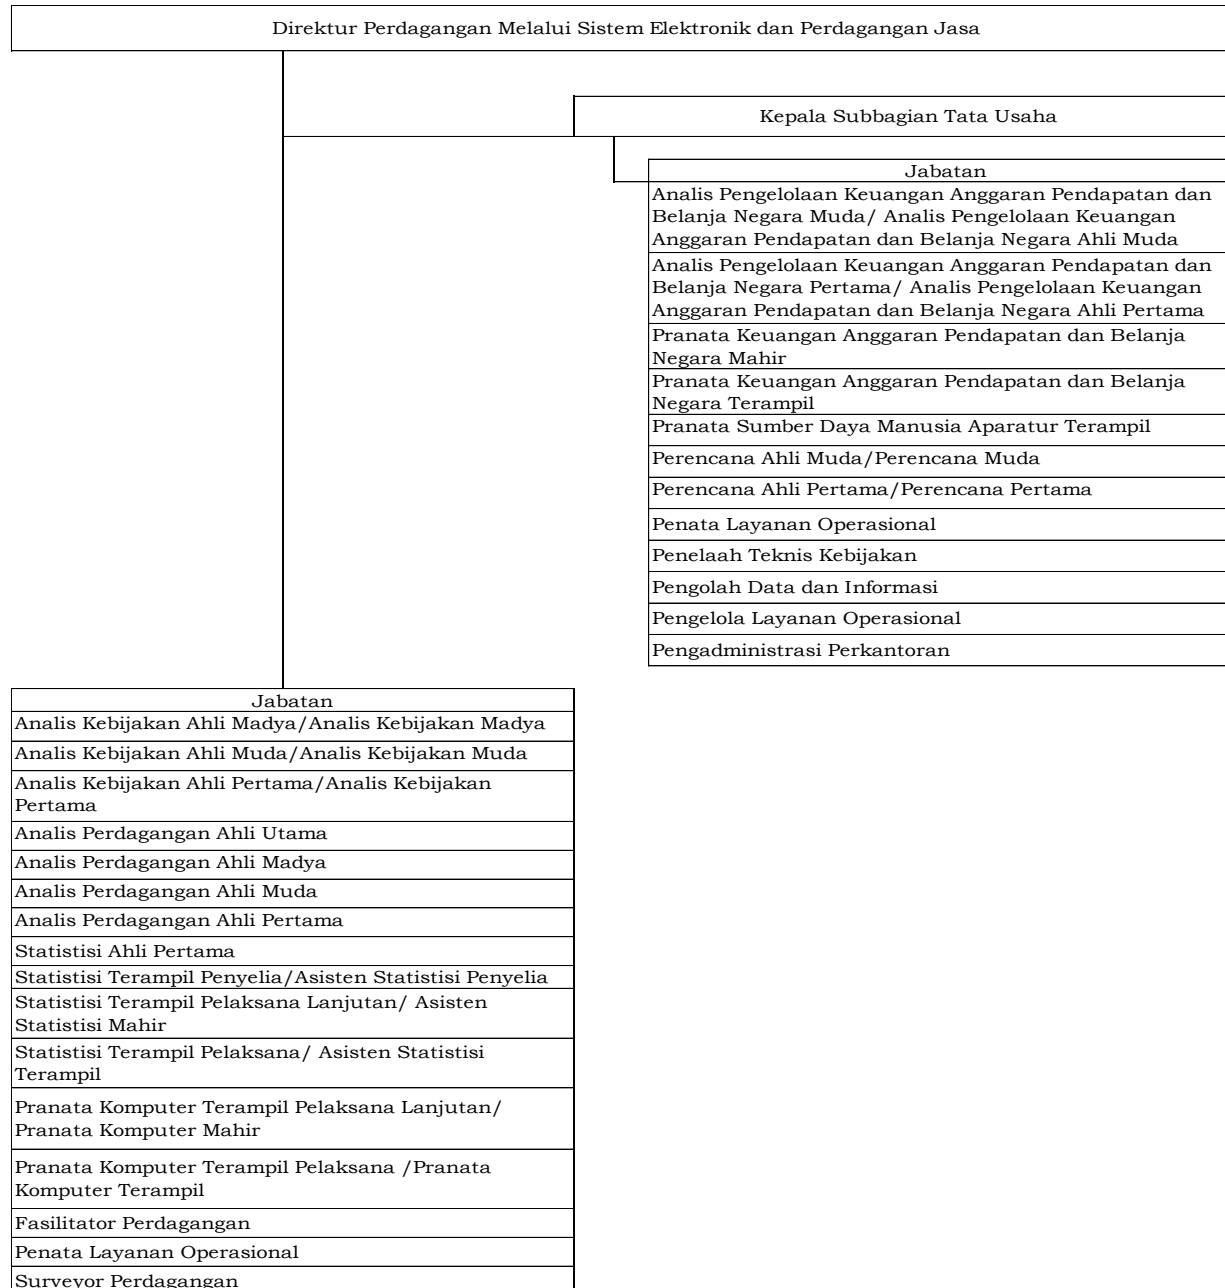 Direktur Perdagangan Melalui Sistem Elektronik dan Perdagangan Jasa
Kepala Subbagian Tata Usaha
Jabatan
Analis Pengelolaan Keuangan Anggaran Pendapatan dan
Belanja Negara Muda/ Analis Pengelolaan Keuangan
Anggaran Pendapatan dan Belanja Negara Ahli Muda
Analis Pengelolaan Keuangan Anggaran Pendapatan dan
Belanja Negara Pertama/ Analis Pengelolaan Keuangan
Anggaran Pendapatan dan Belanja Negara Ahli Pertama
Pranata Keuangan Anggaran Pendapatan dan Belanja
Negara Mahir
Pranata Keuangan Anggaran Pendapatan dan Belanja
Negara Terampil
Pranata Sumber Daya Manusia Aparatur Terampil
Perencana Ahli Muda/Perencana Muda
Perencana Ahli Pertama/Perencana Pertama
Penata Layanan Operasional
Penelaah Teknis Kebijakan
Pengolah Data dan Informasi
Pengelola Layanan Operasional
Pengadministrasi Perkantoran
Jabatan
Analis Kebijakan Ahli Madya/Analis Kebijakan Madya
Analis Kebijakan Ahli Muda/Analis Kebijakan Muda
Analis Kebijakan Ahli Pertama/Analis Kebijakan
Pertama
Analis Perdagangan Ahli Utama
Analis Perdagangan Ahli Madya
Analis Perdagangan Ahli Muda
Analis Perdagangan Ahli Pertama
Statistisi Ahli Pertama
Statistisi Terampil Penyelia/Asisten Statistisi Penyelia
Statistisi Terampil Pelaksana Lanjutan/ Asisten
Statistisi Mahir
Statistisi Terampil Pelaksana/ Asisten Statistisi
Terampil
Pranata Komputer Terampil Pelaksana Lanjutan/
Pranata Komputer Mahir
Pranata Komputer Terampil Pelaksana /Pranata
Komputer Terampil
Fasilitator Perdagangan
Penata Layanan Operasional
Surveyor Perdagangan